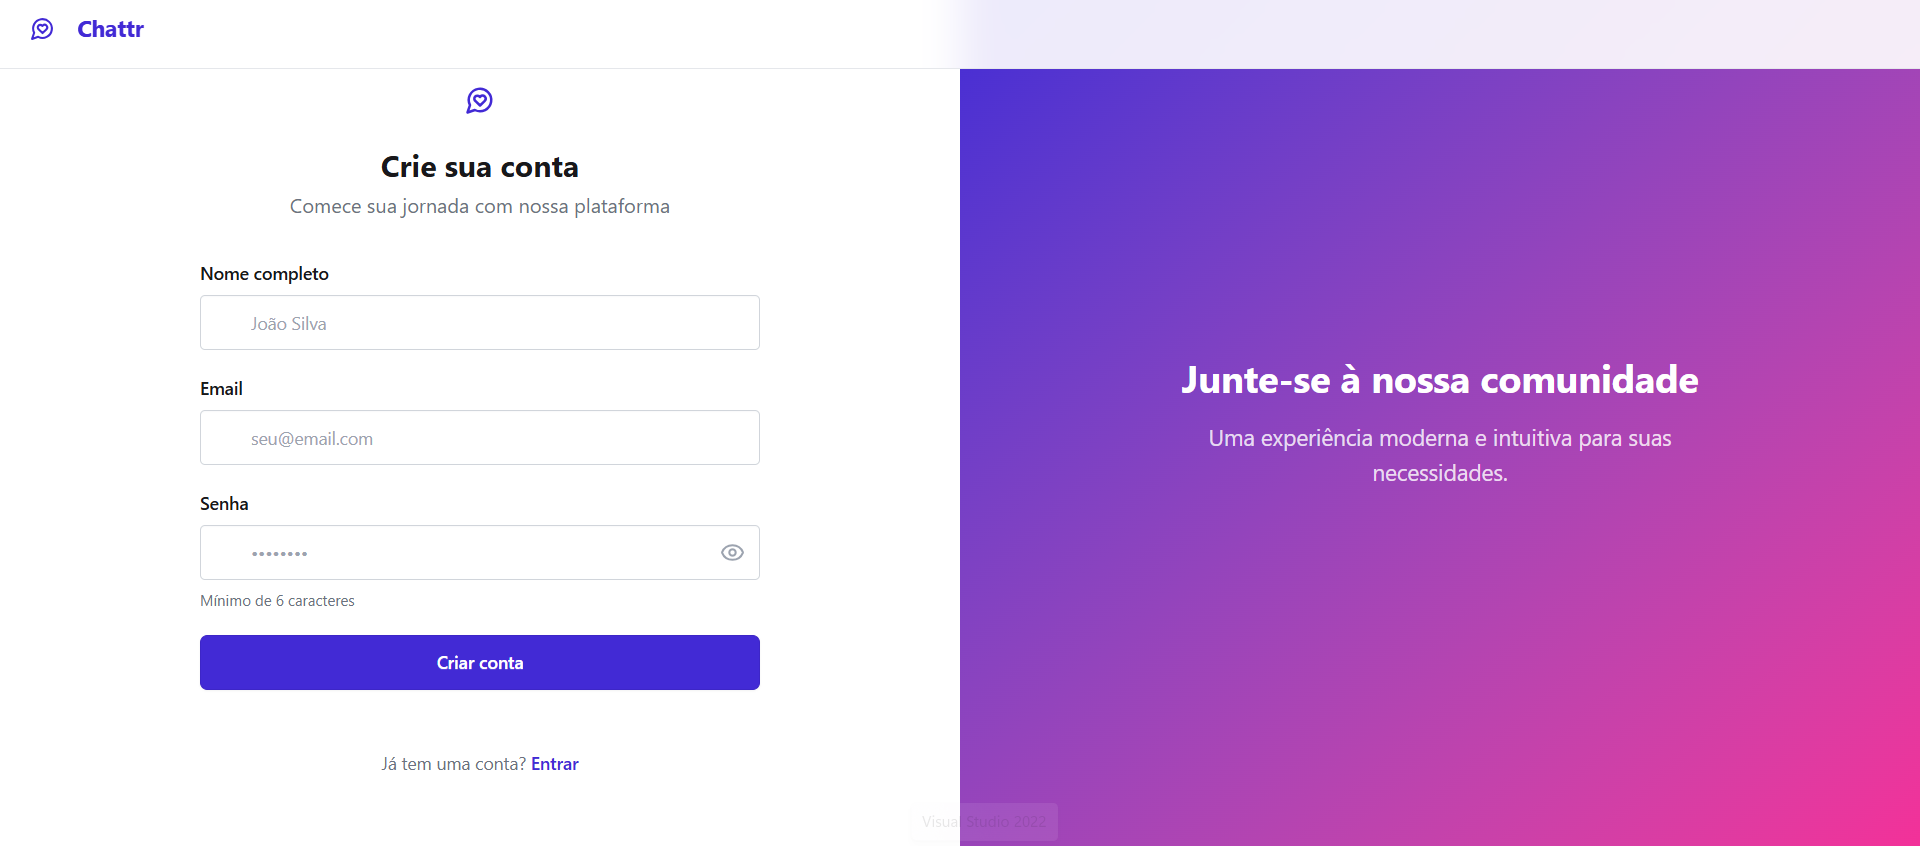 Chattr
Crie sua conta
Comece sua jornada com nossa plataforma
Nome completo
João Silva
Email
seu@email.com
Senha
••••••••
Mínimo de 6 caracteres
Criar conta
Já tem uma conta? Entrar
Junte-se à nossa comunidade
Uma experiência moderna e intuitiva para suas
necessidades.
Visual Studio 2022